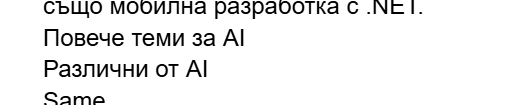 също мобилна разработка с .NET.
Повече теми за AI
Различни от AI
Same